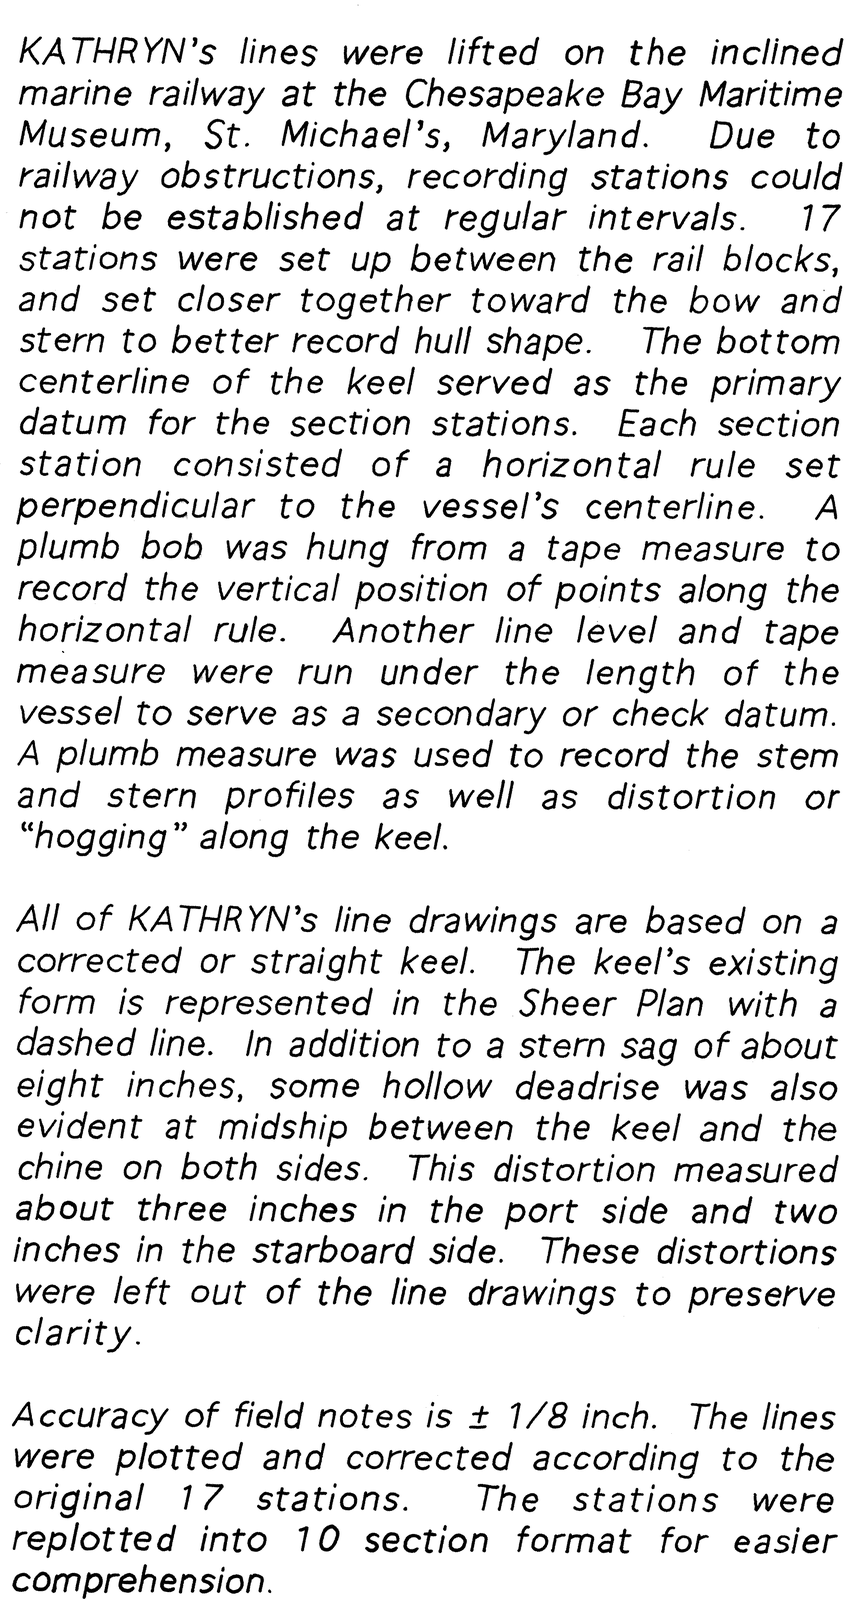 KATHRYN's lines were lifted on the inclined
marine railway at the Chesapeake Bay Maritime
Museum, St. Michael's, Maryland. Due to
railway obstructions, recording stations could
not be established at regular intervals. 17
stations were set up between the rail blocks,
and set closer together toward the bow and
stern to better record hull shape. The bottom
centerline of the keel served as the primary
datum for the section stations. Each section
station consisted of a horizontal rule set
perpendicular to the vessel's centerline. A
plumb bob was hung from a tape measure to
record the vertical position of points along the
horizontal rule. Another line level and tape
measure were run under the length of the
vessel to serve as a secondary or check datum.
A plumb measure was used to record the stem
and stern profiles as well as distortion or
“hogging” along the keel.

All of KATHRYN's line drawings are based on a
corrected or straight keel. The keel's existing
form is represented in the Sheer Plan with a
dashed line. In addition to a stern sag of about
eight inches, some hollow deadrise was also
evident at midship between the keel and the
chine on both sides. This distortion measured
about three inches in the port side and two
inches in the starboard side. These distortions
were left out of the line drawings to preserve
clarity.

Accuracy of field notes is ± 1/8 inch. The lines
were plotted and corrected according to the
original 17 stations. The stations were
replotted into 10 section format for easier
comprehension.